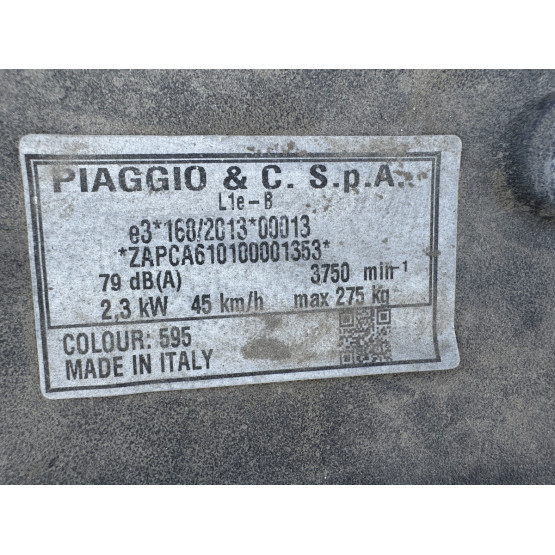 PIAGGIO & C. S.p.A.
L1e-B
e3*168/2013*00013
*ZAPCA610100001353*
79 dB(A) 3750 min-1
2,3 kW 45 km/h max 275 kg
COLOUR: 595
MADE IN ITALY